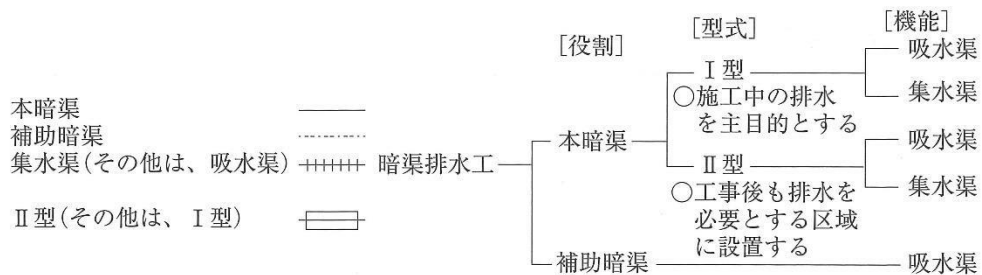 [役割]
[型式]
[機能]
本暗渠
補助暗渠
集水渠(その他は、吸水渠)
Ⅱ型(その他は、Ⅰ型)
暗渠排水工
本暗渠
Ⅰ型
○施工中の排水
を主目的とする
吸水渠
集水渠
Ⅱ型
○工事後も排水を
必要とする区域
に設置する
吸水渠
集水渠
補助暗渠
吸水渠